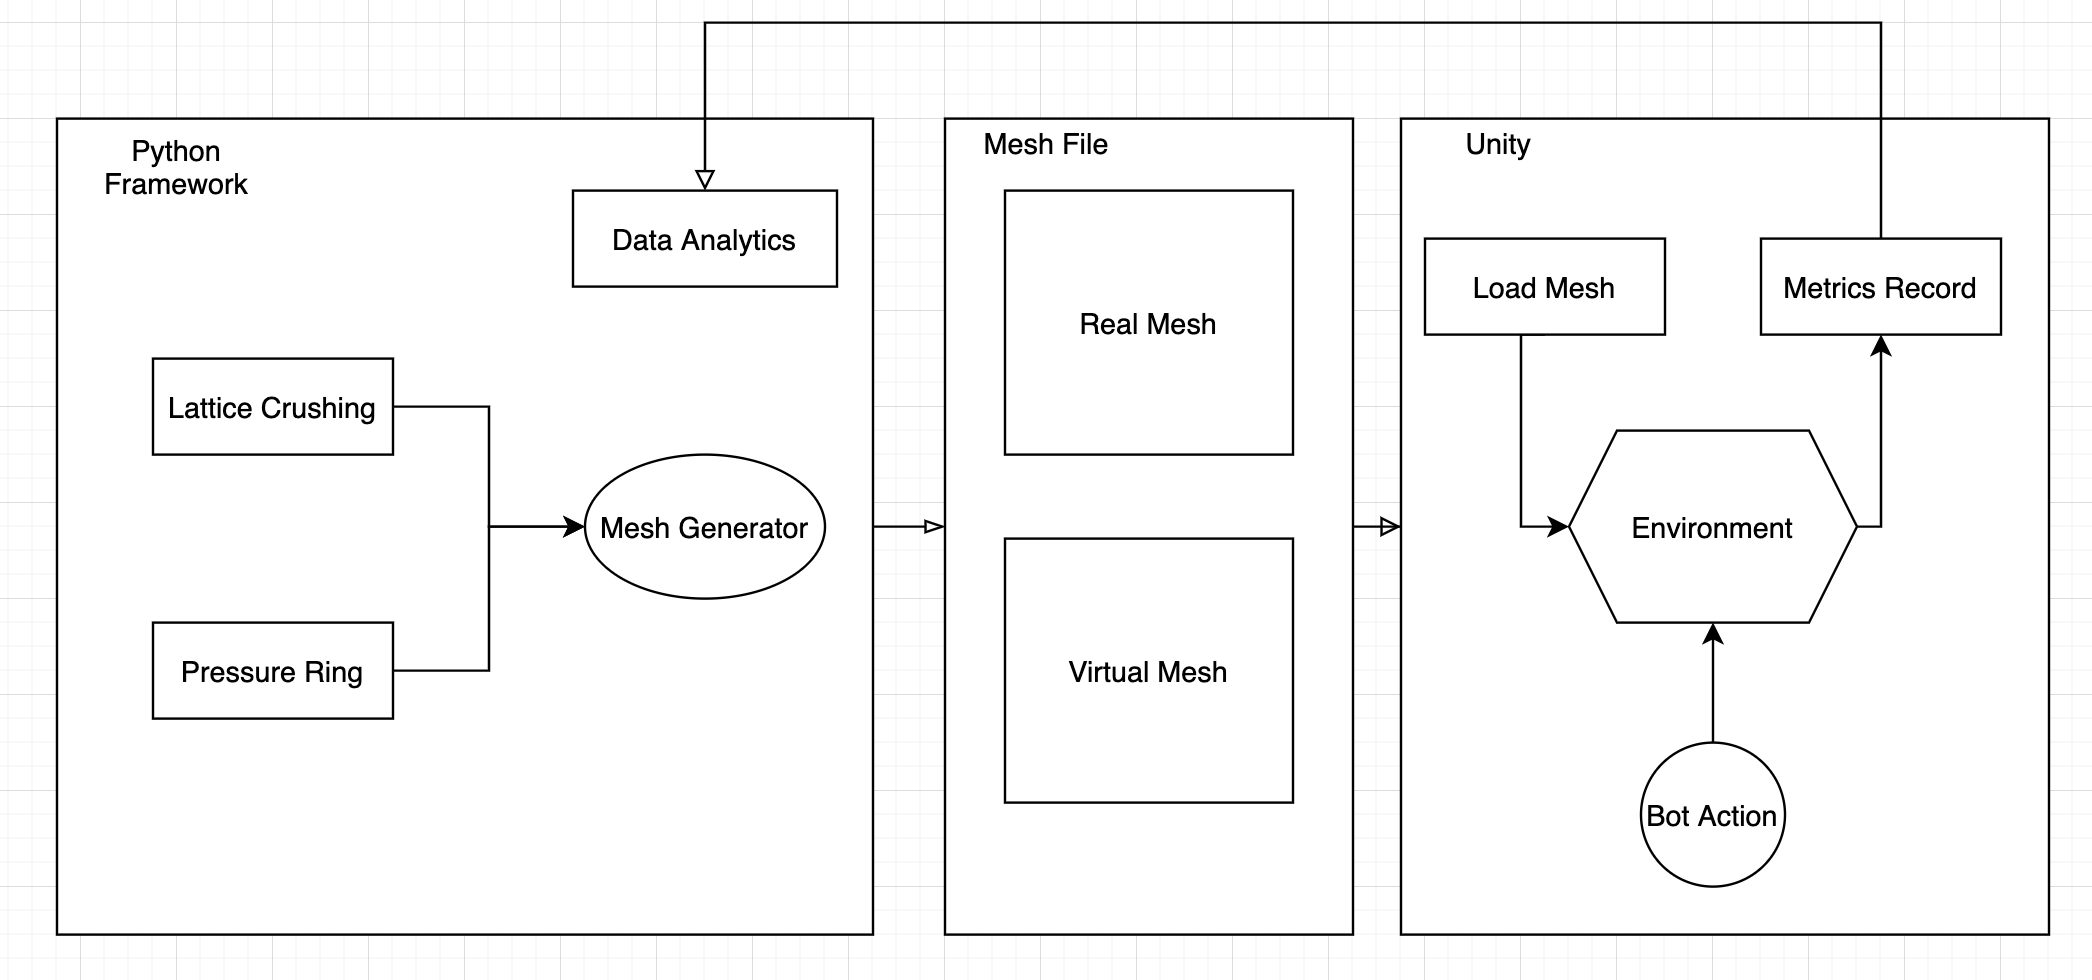 Python
Framework
Data Analytics
Lattice Crushing
Mesh Generator
Pressure Ring
Mesh File
Real Mesh
Virtual Mesh
Unity
Load Mesh
Metrics Record
Environment
Bot Action